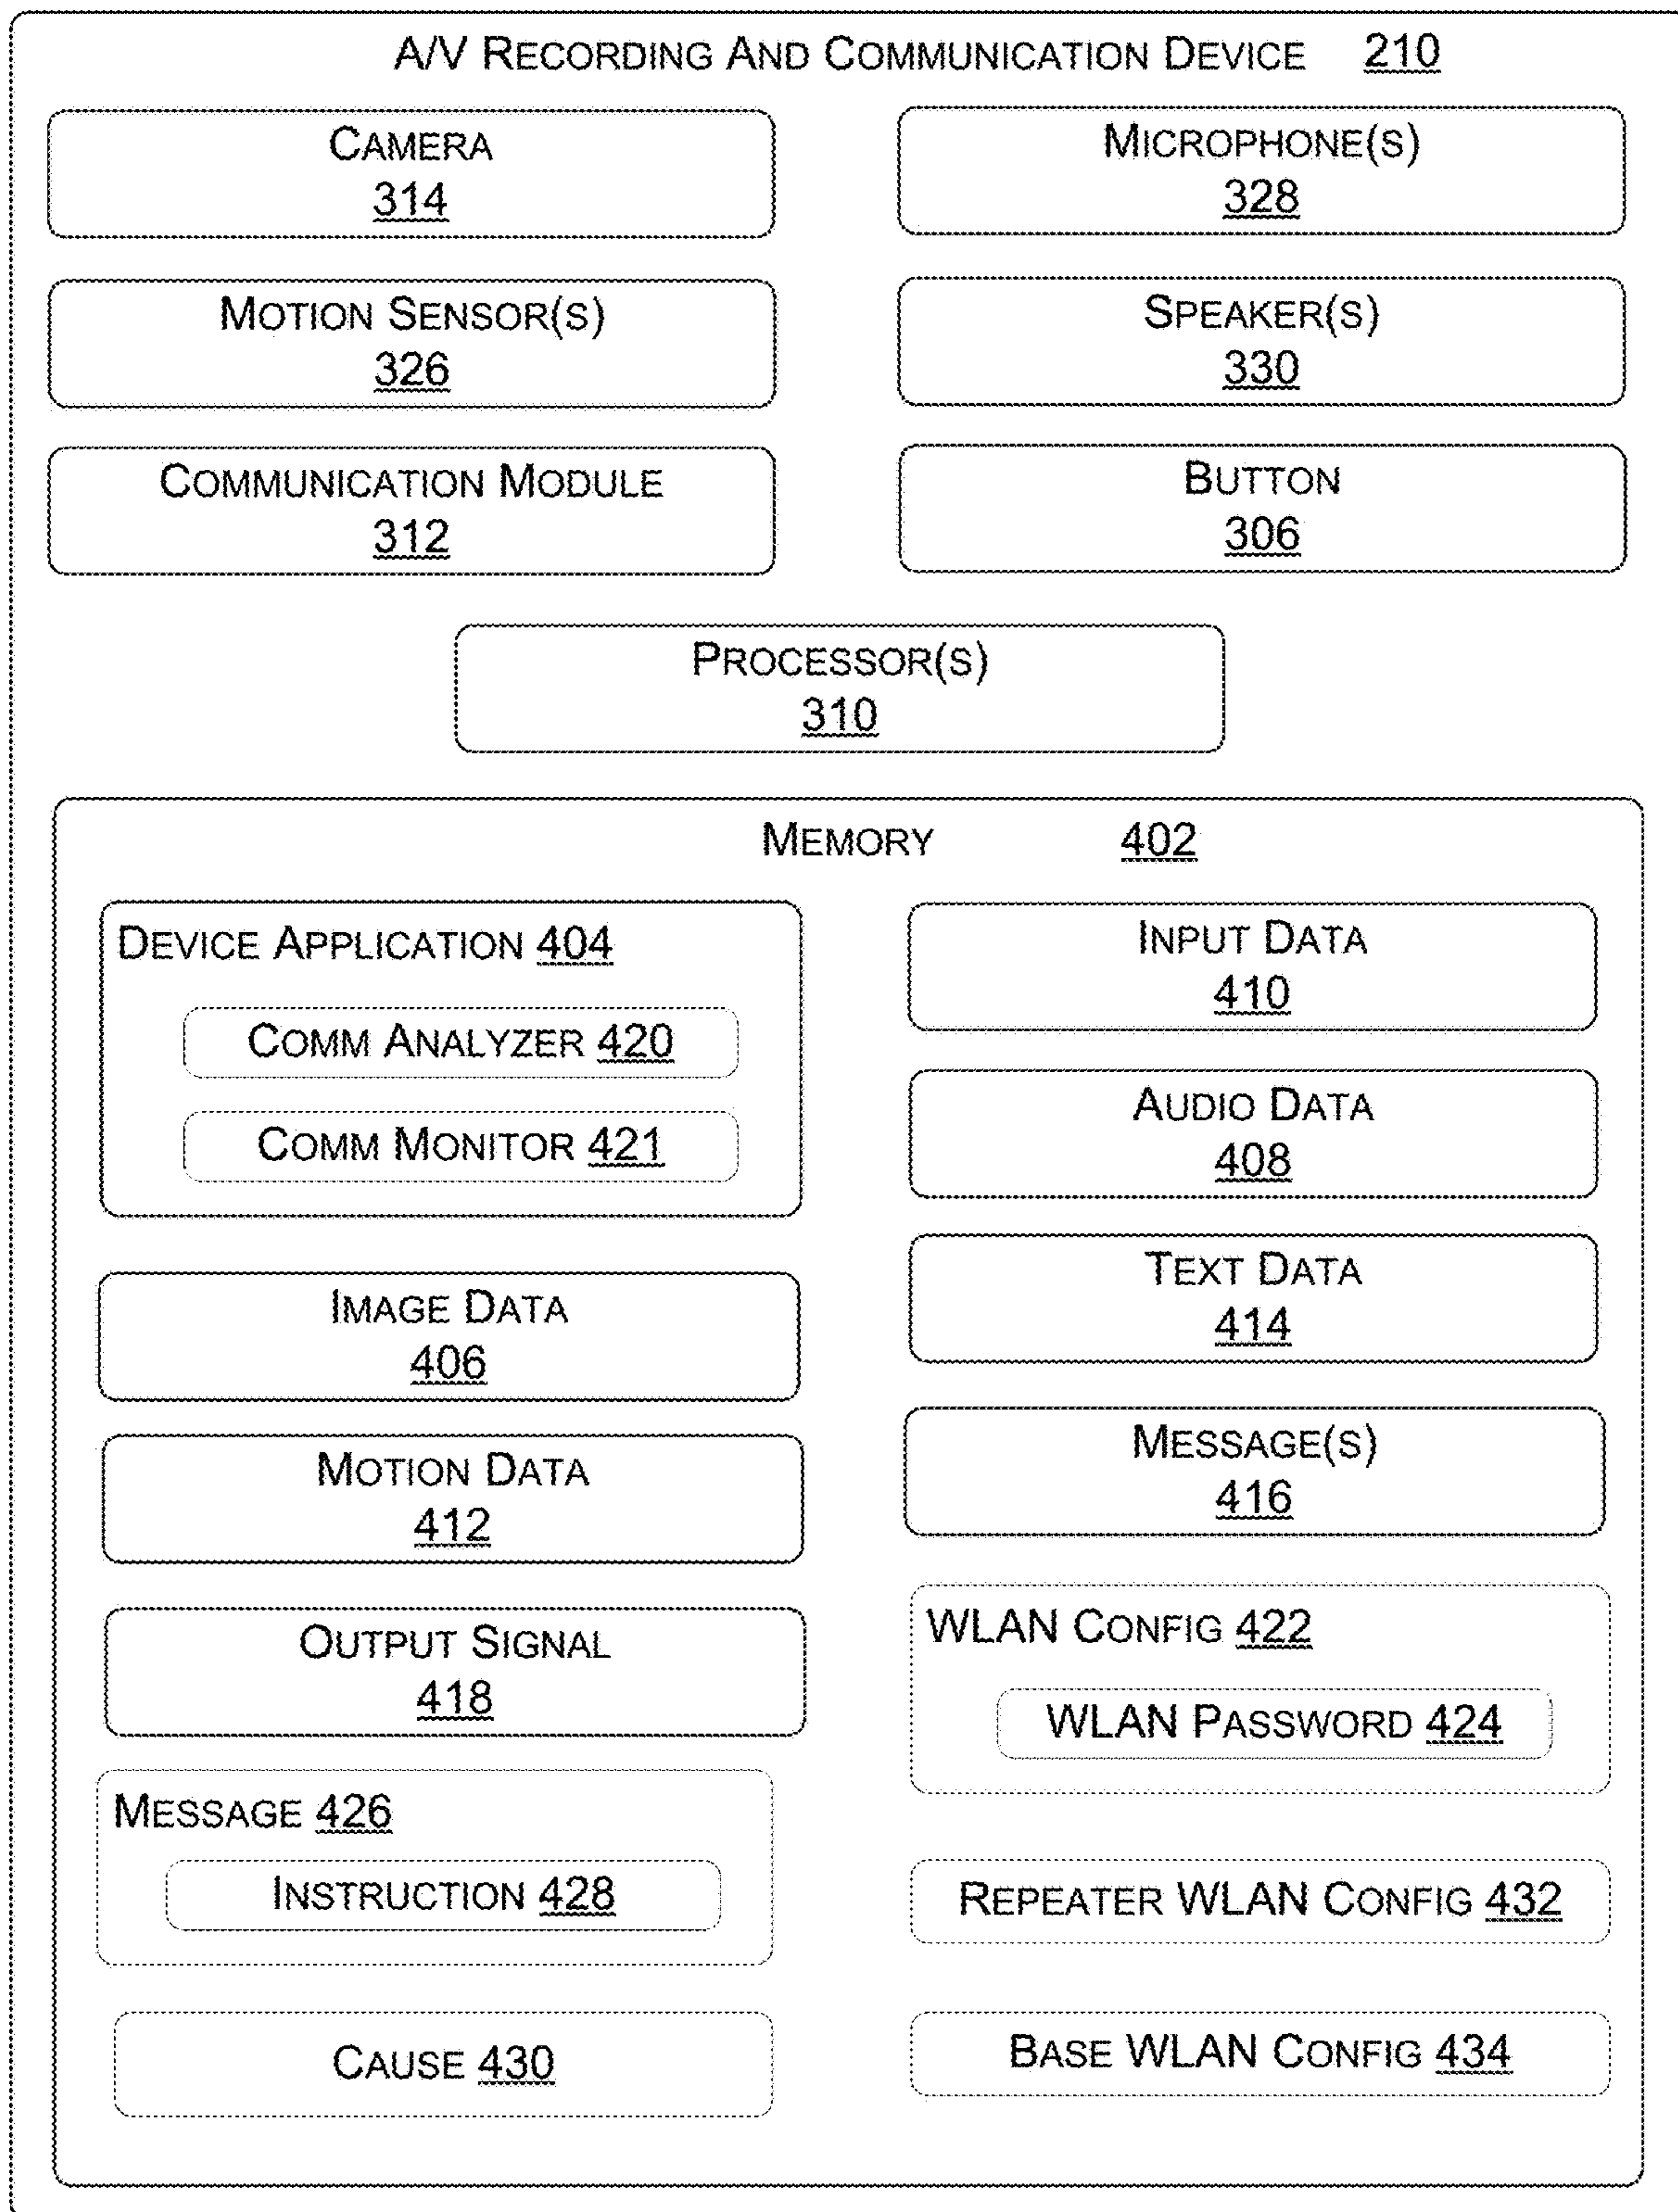 A/V RECORDING AND COMMUNICATION DEVICE 210
CAMERA
314
MICROPHONE(S)
328
MOTION SENSOR(S)
326
SPEAKER(S)
330
COMMUNICATION MODULE
312
BUTTON
306
PROCESSOR(S)
310
MEMORY 402
DEVICE APPLICATION 404
COMM ANALYZER 420
COMM MONITOR 421
INPUT DATA
410
AUDIO DATA
408
IMAGE DATA
406
TEXT DATA
414
MOTION DATA
412
MESSAGE(S)
416
OUTPUT SIGNAL
418
WLAN CONFIG 422
WLAN PASSWORD 424
MESSAGE 426
INSTRUCTION 428
REPEATER WLAN CONFIG 432
CAUSE 430
BASE WLAN CONFIG 434